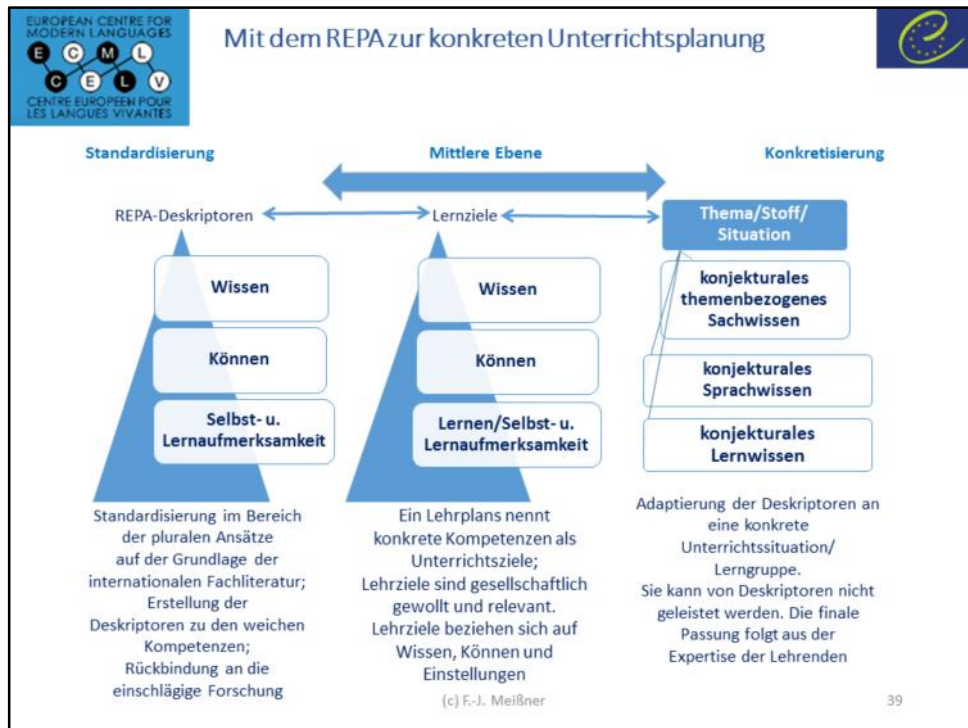 EUROPEAN CENTRE FOR
MODERN LANGUAGES
E C M L
C E L V
CENTRE EUROPEEN POUR
LES LANGUES VIVANTES
Mit dem REPA zur konkreten Unterrichtsplanung
Standardisierung
Mittlere Ebene
Konkretisierung
REPA-Deskriptoren
Lernziele
Thema/Stoff/
Situation
Wissen
Können
Selbst- u.
Lernaufmerksamkeit
Wissen
Können
Lernen/Selbst- u.
Lernaufmerksamkeit
konjekturales
themenbezogenes
Sachwissen
konjekturales
Sprachwissen
konjekturales
Lernwissen
Standardisierung im Bereich
der pluralen Ansätze
auf der Grundlage der
internationalen Fachliteratur;
Erstellung der
Deskriptoren zu den weichen
Kompetenzen;
Rückbindung an die
einschlägige Forschung
Ein Lehrplans nennt
konkrete Kompetenzen als
Unterrichtsziele;
Lehrziele sind gesellschaftlich
gewollt und relevant.
Lehrziele beziehen sich auf
Wissen, Können und
Einstellungen
Adaptierung der Deskriptoren an
eine konkrete
Unterrichtssituation/
Lerngruppe.
Sie kann von Deskriptoren nicht
geleistet werden. Die finale
Passung folgt aus der
Expertise der Lehrenden
(c) F.-J. Meißner
39